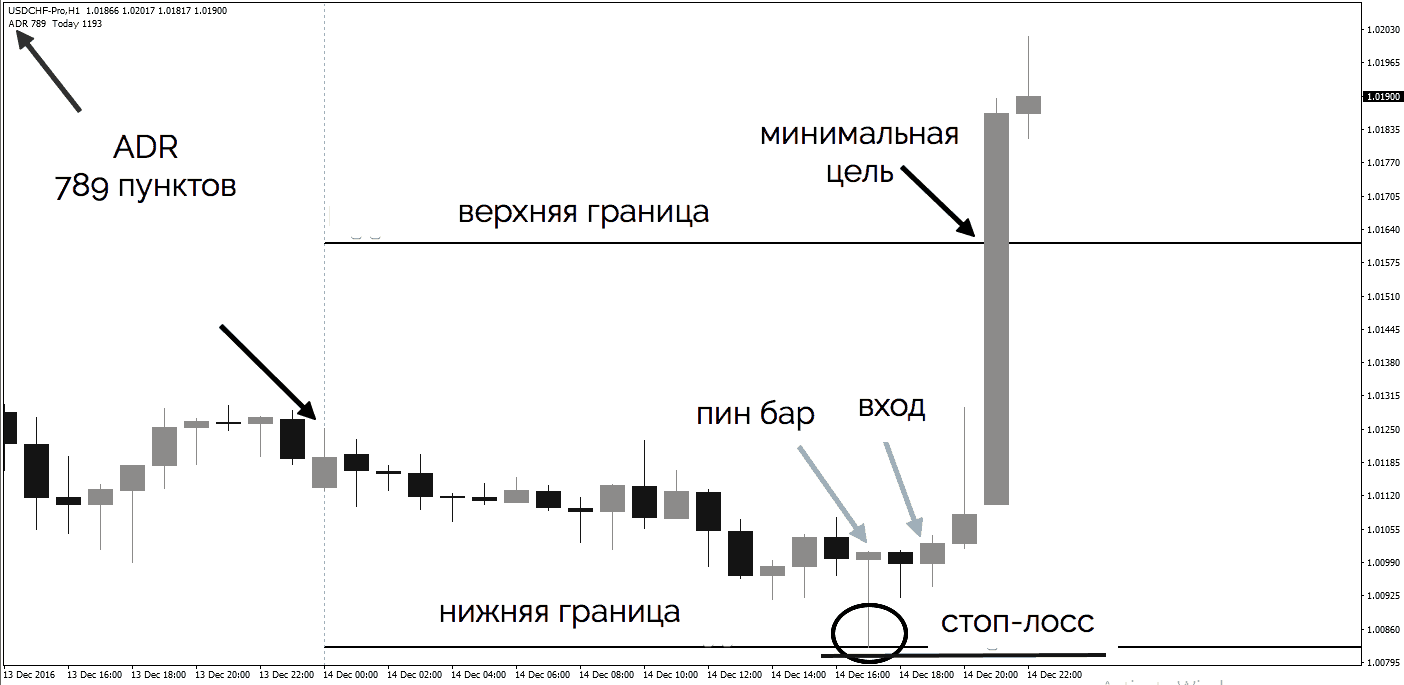 USDCHF-Pro,H1 1.01866 1.02017 1.01817 1.01900
ADR 789 Today 1193
ADR
789 пунктов
верхняя граница
минимальная
цель
пин бар
вход
нижняя граница
стоп-лосс
1.02030
1.01965
1.01900
1.01835
1.01770
1.01705
1.01640
1.01575
1.01510
1.01445
1.01380
1.01315
1.01250
1.01185
1.01120
1.01055
1.00990
1.00925
1.00860
1.00795
13 Dec 2016 13 Dec 16:00 13 Dec 18:00 13 Dec 20:00 13 Dec 22:00 14 Dec 00:00 14 Dec 02:00 14 Dec 04:00 14 Dec 06:00 14 Dec 08:00 14 Dec 10:00 14 Dec 12:00 14 Dec 14:00 14 Dec 16:00 14 Dec 18:00 14 Dec 20:00 14 Dec 22:00